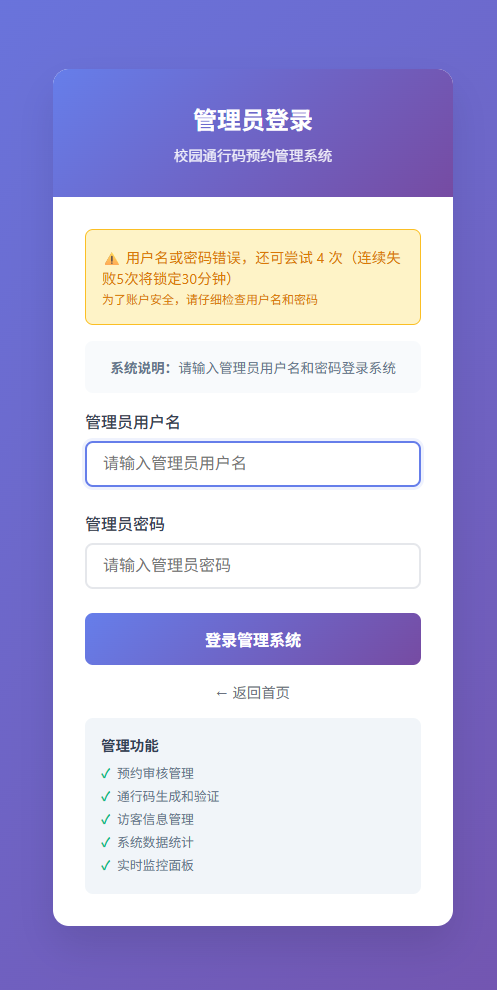 管理员登录
校园通行码预约管理系统
⚠️ 用户名或密码错误，还可尝试 4 次（连续失
败5次将锁定30分钟）
为了账户安全，请仔细检查用户名和密码
系统说明：请输入管理员用户名和密码登录系统
管理员用户名
请输入管理员用户名
管理员密码
请输入管理员密码
登录管理系统
← 返回首页
管理功能
✓ 预约审核管理
✓ 通行码生成和验证
✓ 访客信息管理
✓ 系统数据统计
✓ 实时监控面板